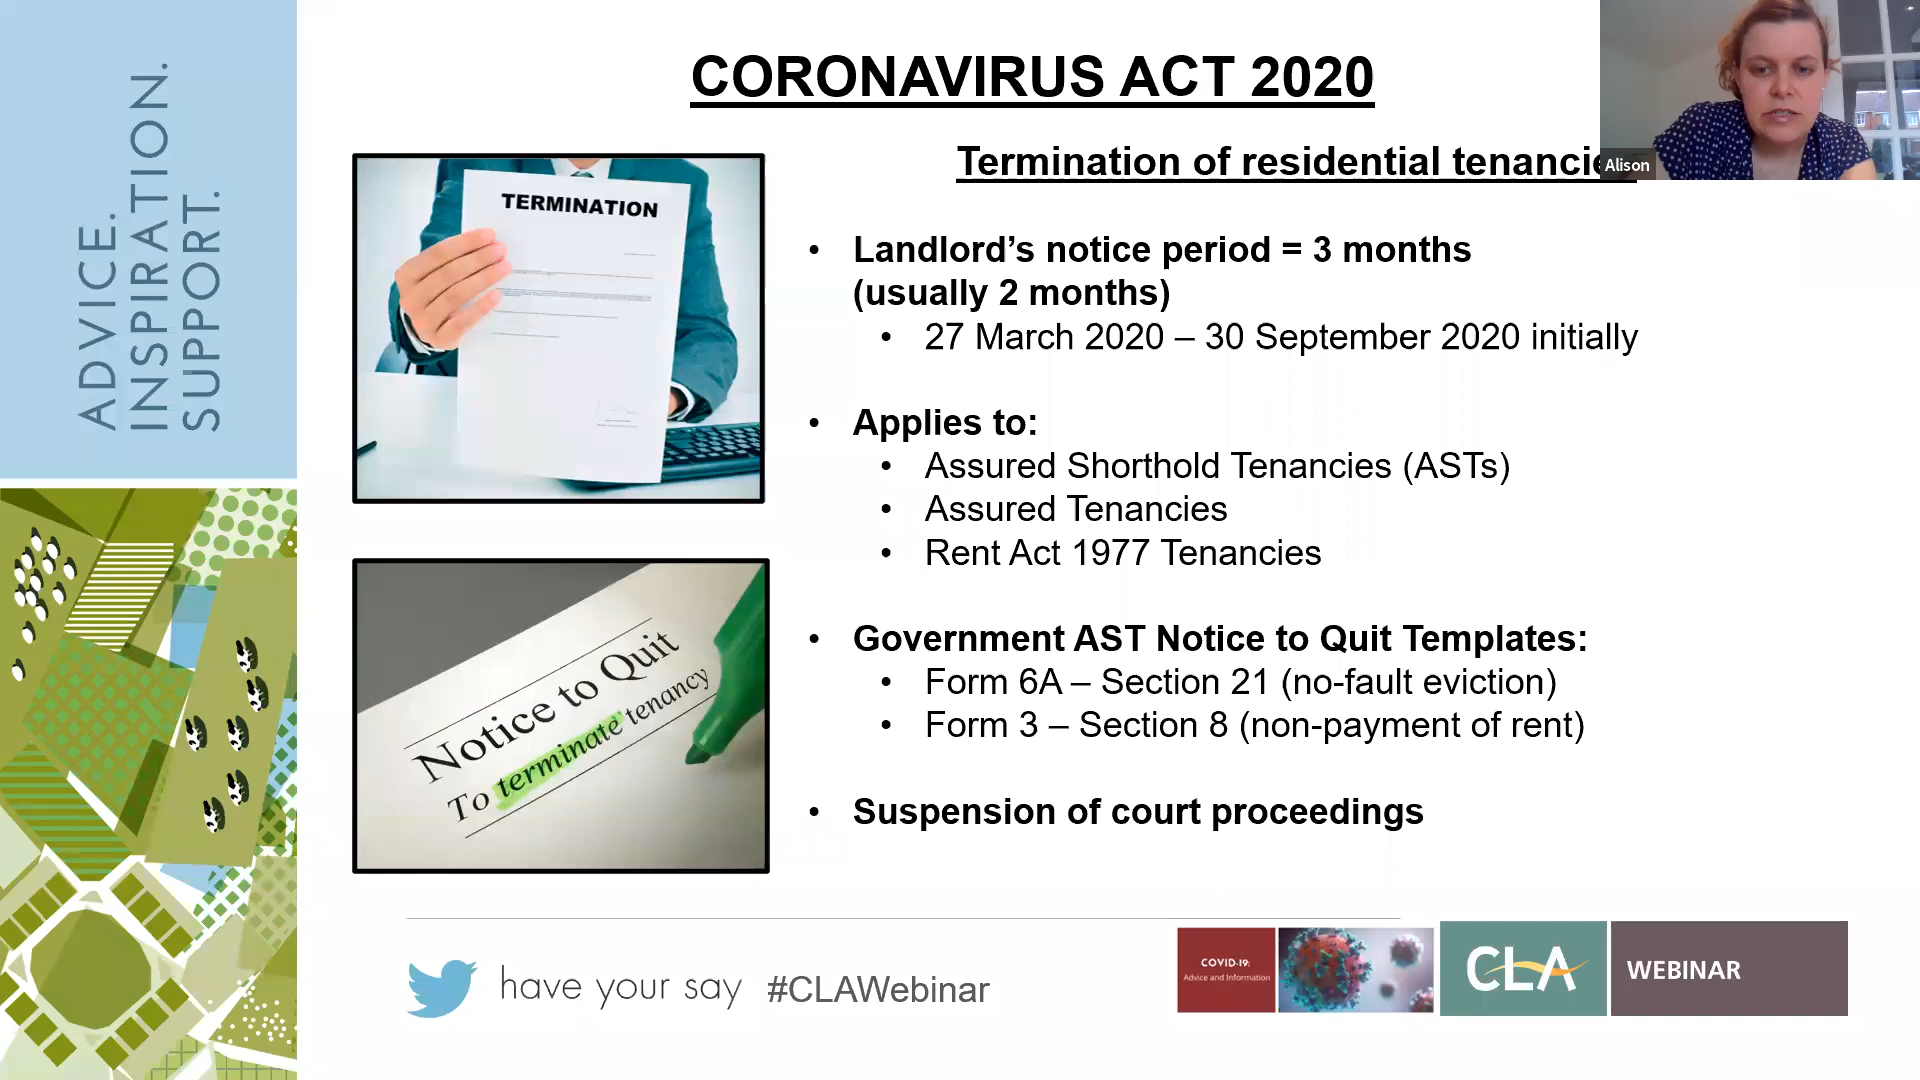 ADVICE.
INSPIRATION.
SUPPORT.
CORONAVIRUS ACT 2020
Alison
Termination of residential
TERMINATION
• Landlord’s notice period = 3 months
(usually 2 months)
• 27 March 2020 – 30 September 2020 initially
• Applies to:
• Assured Shorthold Tenancies (ASTs)
• Assured Tenancies
• Rent Act 1977 Tenancies
Notice to Quit
To terminate tenancy
• Government AST Notice to Quit Templates:
• Form 6A – Section 21 (no-fault eviction)
• Form 3 – Section 8 (non-payment of rent)
• Suspension of court proceedings
have your say #CLAWebinar
COVID-19:
Advice and Information
CLA
WEBINAR